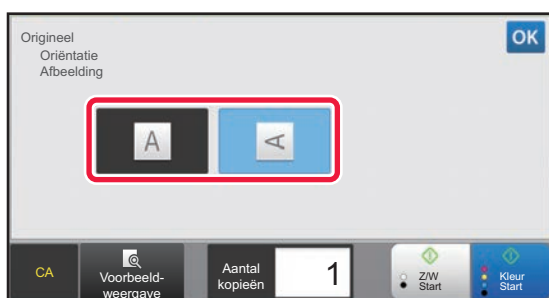 Origineel
Oriëntatie
Afbeelding
OK
A
A
CA
Voorbeeld-
weergave
Aantal
kopieën
1
Z/W
Start
Kleur
Start